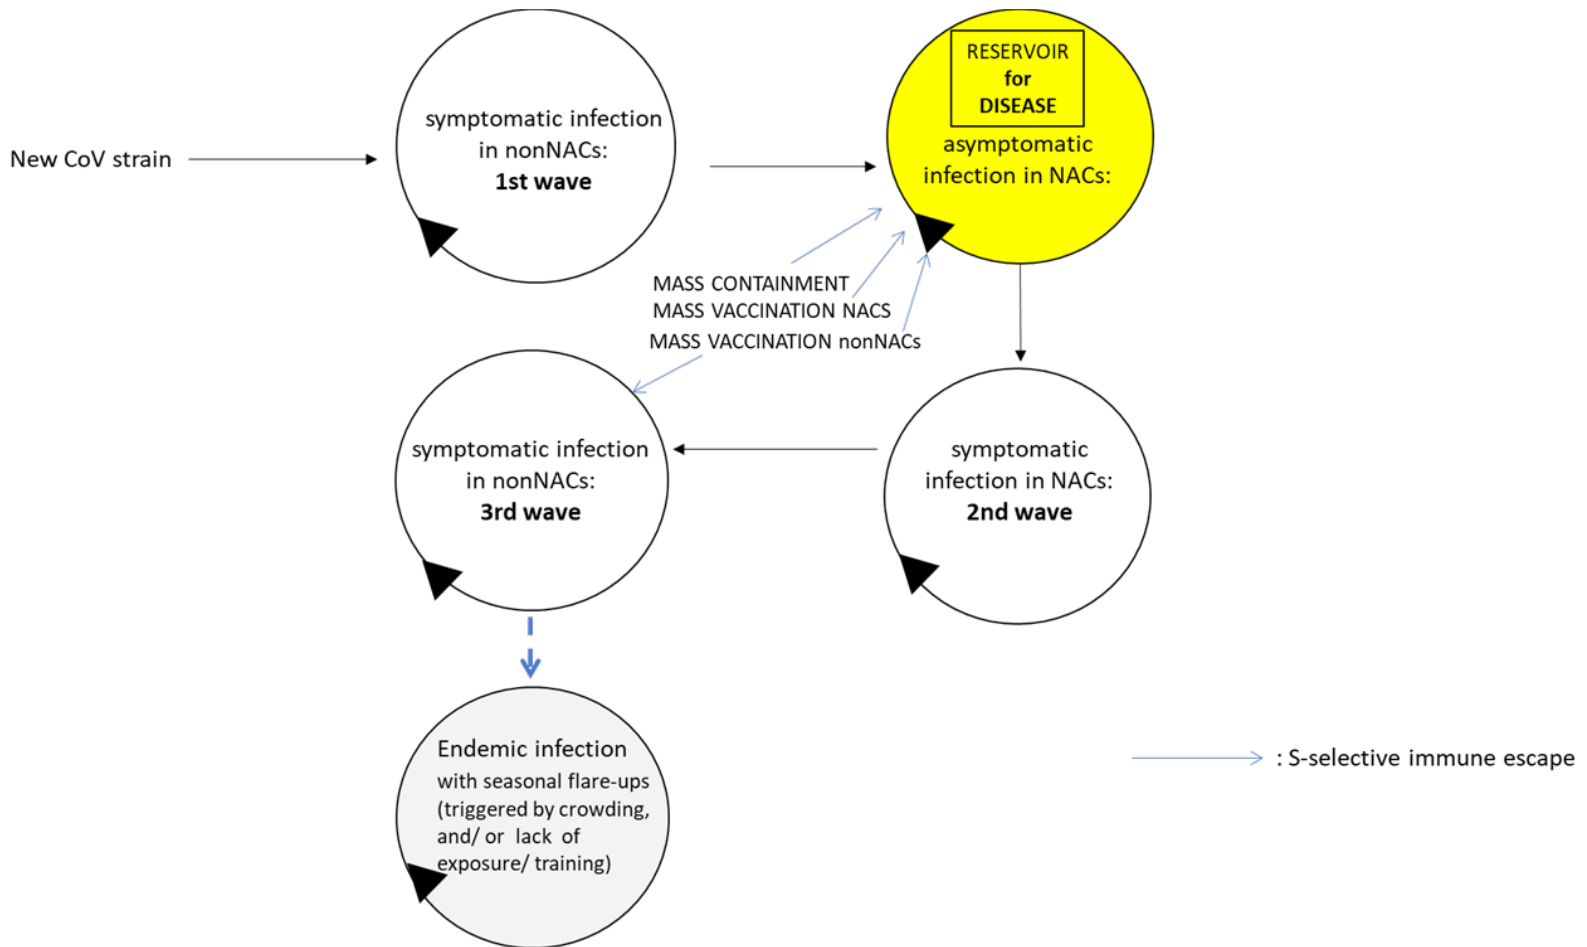 New CoV strain
symptomatic infection
in nonNACs:
1st wave
RESERVOIR
for
DISEASE
asymptomatic
infection in NACs:
MASS CONTAINMENT
MASS VACCINATION NACS
MASS VACCINATION nonNACs
symptomatic
infection in NACs:
2nd wave
symptomatic infection
in nonNACs:
3rd wave
Endemic infection
with seasonal flare-ups
(triggered by crowding,
and/ or lack of
exposure/ training)
: S-selective immune escape